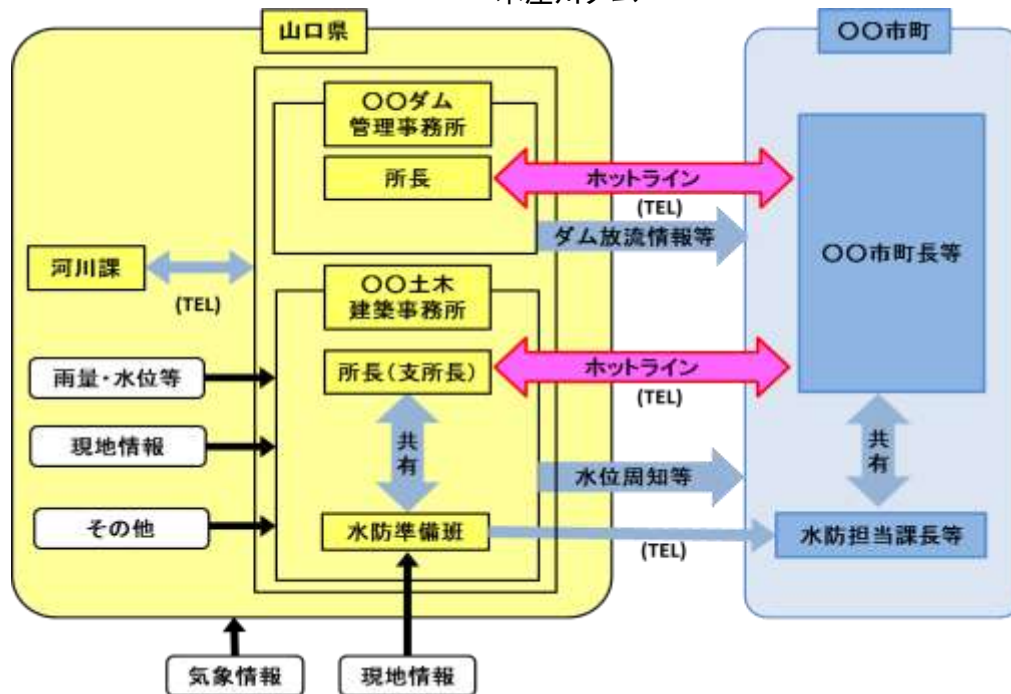 山口県
〇〇市町
〇〇ダム
管理事務所
所長
ホットライン
(TEL)
ダム放流情報等
〇〇市町長等
河川課
(TEL)
〇〇土木
建築事務所
雨量・水位等
所長(支所長)
ホットライン
(TEL)
現地情報
共有
共有
水位周知等
その他
水防準備班
(TEL)
水防担当課長等
気象情報
現地情報